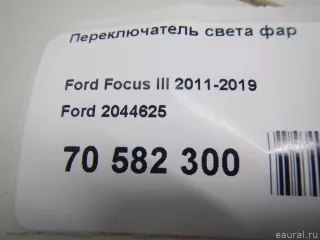 Переключатель света фар
Ford Focus III 2011-2019
Ford 2044625
70 582 300
eaural.ru